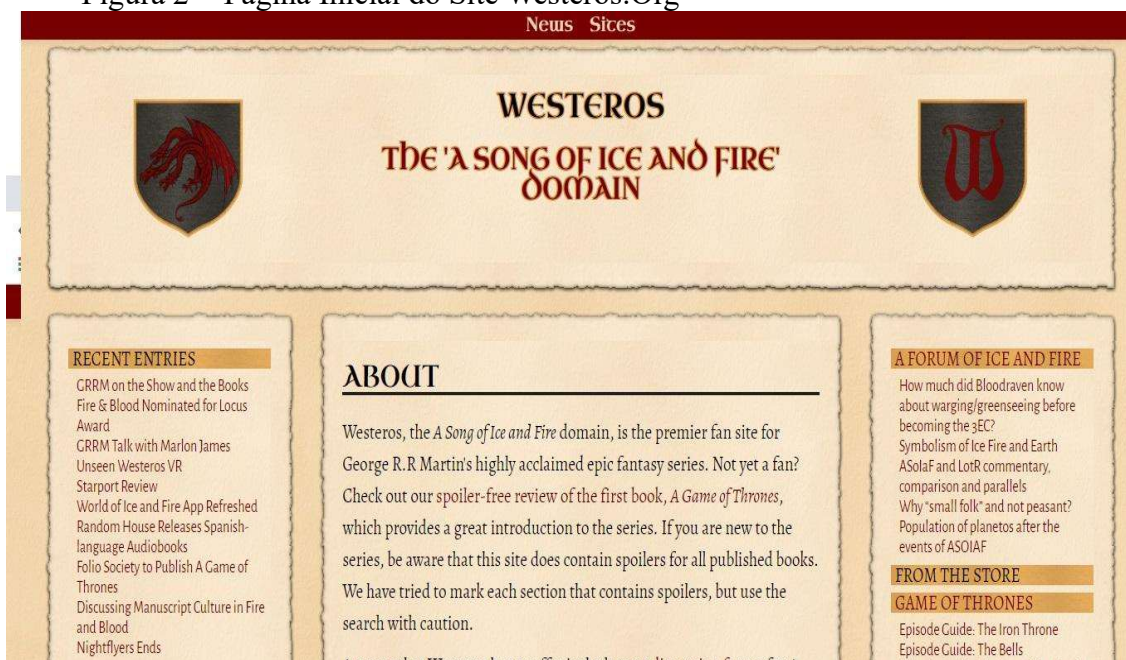 Figura 2 – Página Inicial do Site Westeros.Org
News Sites
WESTEROS
THE 'A SONG OF ICE AND FIRE'
DOMAIN
RECENT ENTRIES
GRRM on the Show and the Books
Fire & Blood Nominated for Locus
Award
GRRM Talk with Marlon James
Unseen Westeros VR
Starport Review
World of Ice and Fire App Refreshed
Random House Releases Spanish-
language Audiobooks
Folio Society to Publish A Game of
Thrones
Discussing Manuscript Culture in Fire
and Blood
Nightflyers Ends
ABOUT
Westeros, the A Song of Ice and Fire domain, is the premier fan site for
George R.R Martin's highly acclaimed epic fantasy series. Not yet a fan?
Check out our spoiler-free review of the first book, A Game of Thrones,
which provides a great introduction to the series. If you are new to the
series, be aware that this site does contain spoilers for all published books.
We have tried to mark each section that contains spoilers, but use the
search with caution.
A FORUM OF ICE AND FIRE
How much did Bloodraven know
about warging/greenseeing before
becoming the 3EC?
Symbolism of Ice Fire and Earth
ASoIaF and LotR commentary,
comparison and parallels
Why "small folk" and not peasant?
Population of planetos after the
events of ASOIAF
FROM THE STORE
GAME OF THRONES
Episode Guide: The Iron Throne
Episode Guide: The Bells